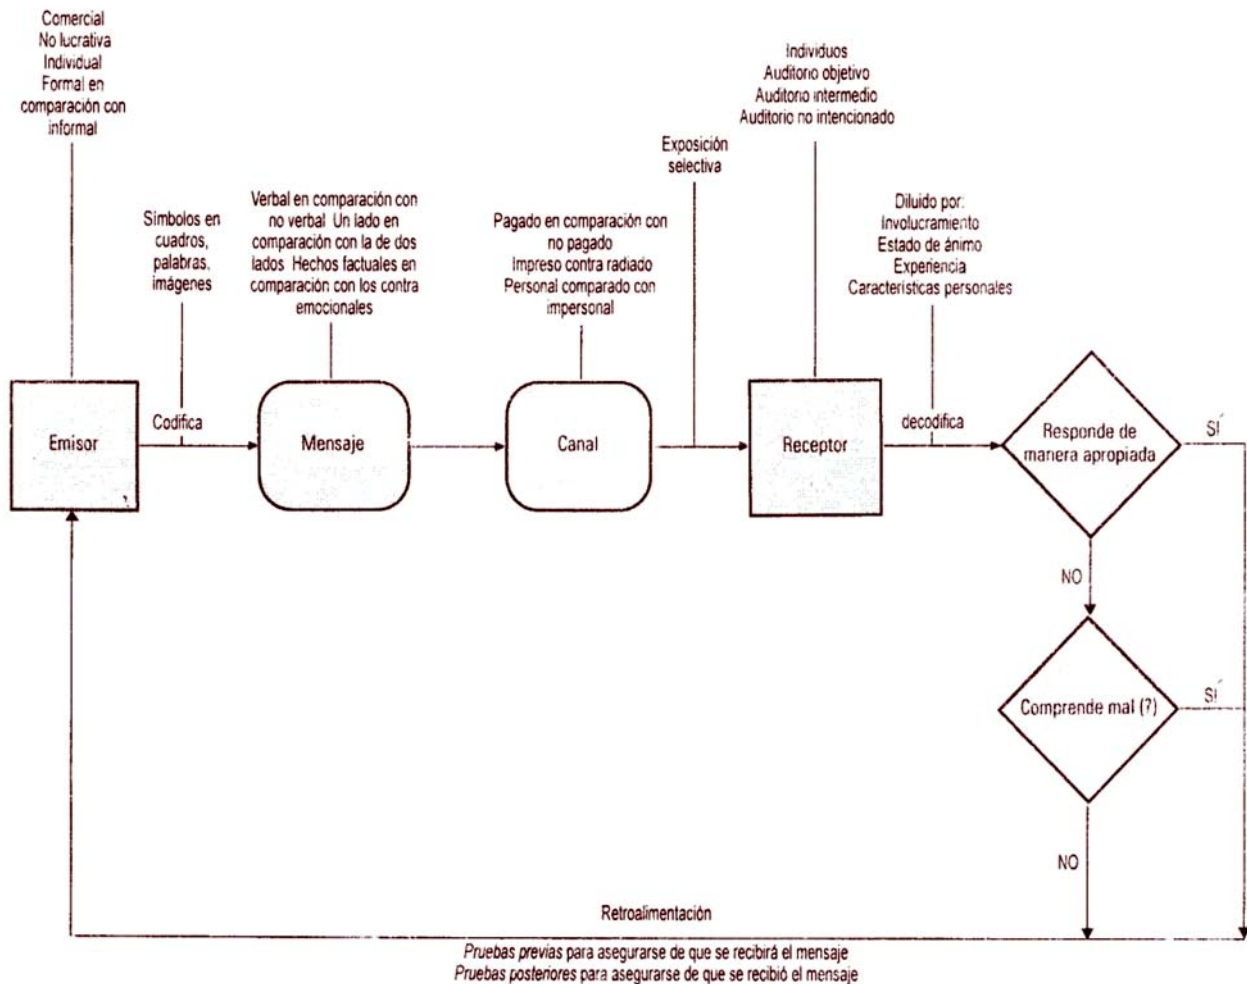 Comercial
No lucrativa
Individual
Formal en
comparación con
informal
Símbolos en
cuadros,
palabras,
imágenes
Verbal en comparación con
no verbal Un lado en
comparación con la de dos
lados Hechos factuales en
comparación con los contra
emocionales
Pagado en comparación con
no pagado
Impreso contra radiado
Personal comparado con
impersonal
Exposición
selectiva
Individuos
Auditorio objetivo
Auditorio intermedio
Auditorio no intencionado
Diluido por:
Involucramiento
Estado de ánimo
Experiencia
Características personales
Emisor
Codifica
Mensaje
Canal
Receptor
decodifica
Responde de
manera apropiada
SÍ
NO
Comprende mal (?)
SÍ
NO
Retroalimentación
Pruebas previas para asegurarse de que se recibirá el mensaje
Pruebas posteriores para asegurarse de que se recibió el mensaje